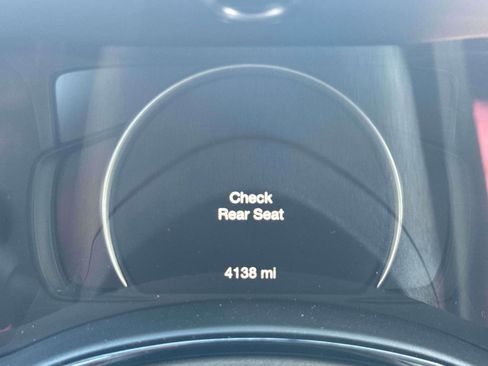 Check
Rear Seat
4138 mi